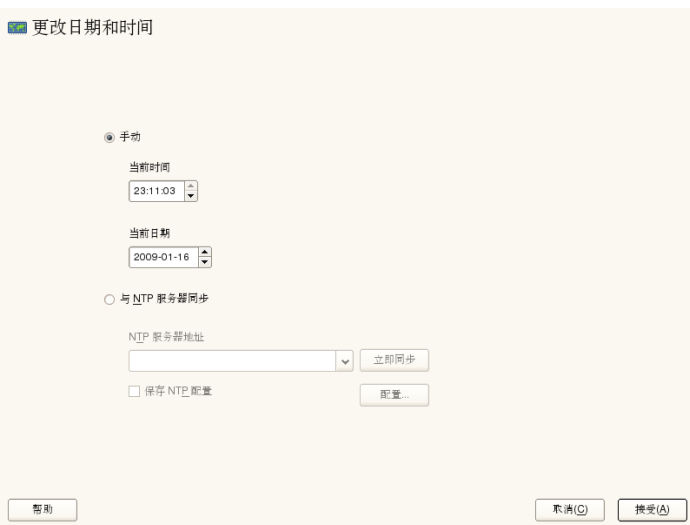 更改日期和时间
手动
当前时间
23:11:03
当前日期
2009-01-16
与 NTP 服务器同步
NTP 服务器地址
立即同步
保存 NTP 配置
配置...
帮助
取消(C)
接受(A)